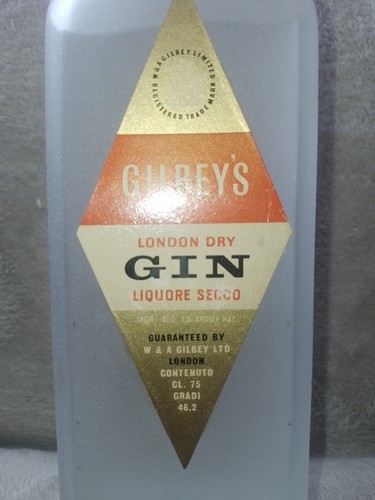 W & A GILBEY LIMITED
REGISTERED TRADE MARK
GILBEY'S
LONDON DRY
GIN
LIQUORE SECCO
GUARANTEED BY
W & A GILBEY LTD
LONDON
CONTENUTO
CL. 75
GRADI
46,2